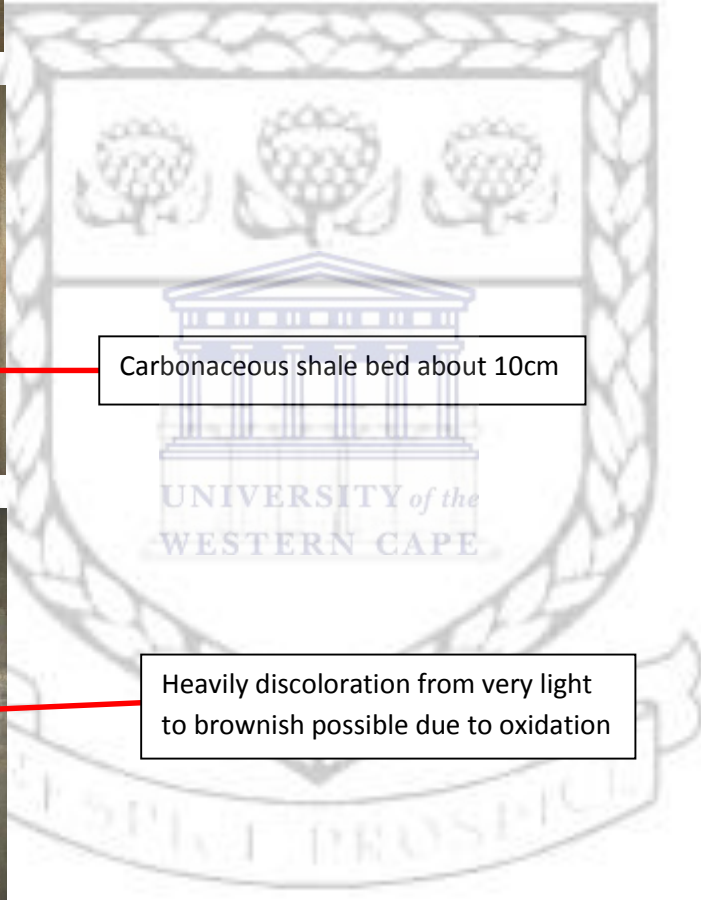 Carbonaceous shale bed about 10cm
UNIVERSITY of the
WESTERN CAPE
Heavily discoloration from very light
to brownish possible due to oxidation
PROSPICE